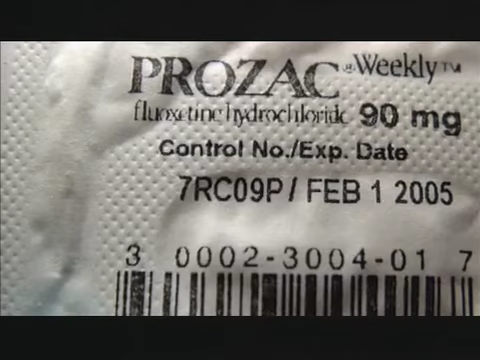 PROZAC® Weekly™
fluoxetine hydrochloride 90 mg
Control No./Exp. Date
7RC09P / FEB 1 2005
3 0002-3004-01 7